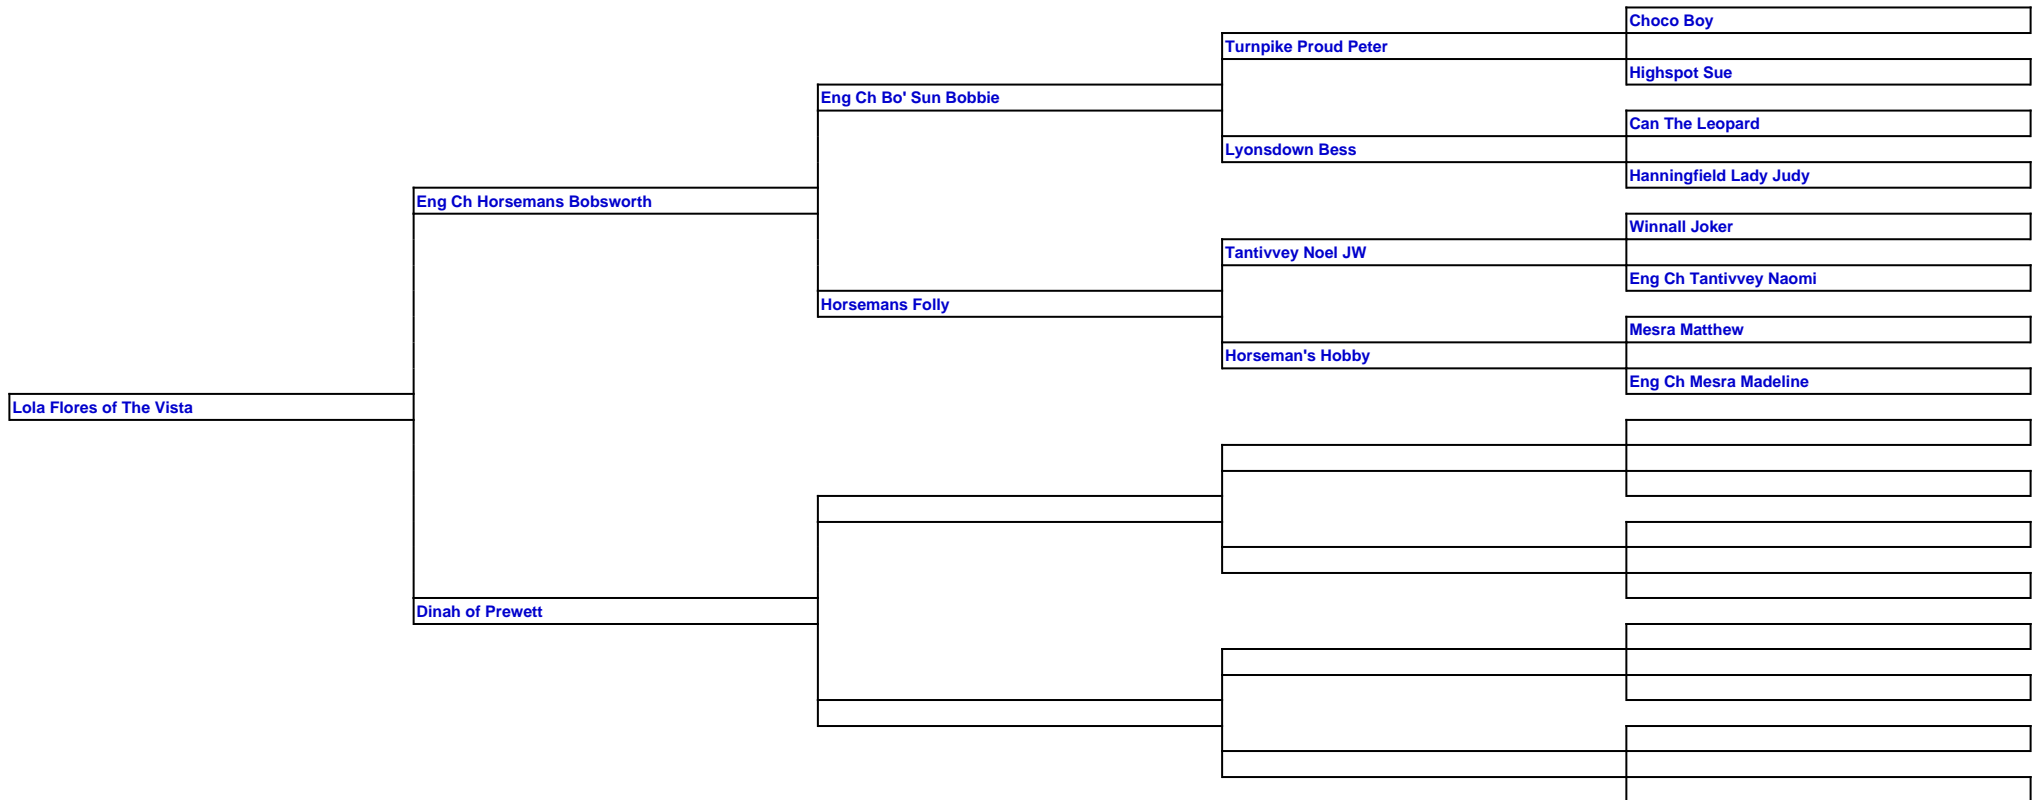 Choco Boy
Turnpike Proud Peter
Highspot Sue
Eng Ch Bo' Sun Bobbie
Can The Leopard
Lyonsdown Bess
Hanningfield Lady Judy
Eng Ch Horsemans Bobsworth
Winnall Joker
Tantivvey Noel JW
Eng Ch Tantivvey Naomi
Horsemans Folly
Mesra Matthew
Horseman's Hobby
Eng Ch Mesra Madeline
Lola Flores of The Vista
Dinah of Prewett